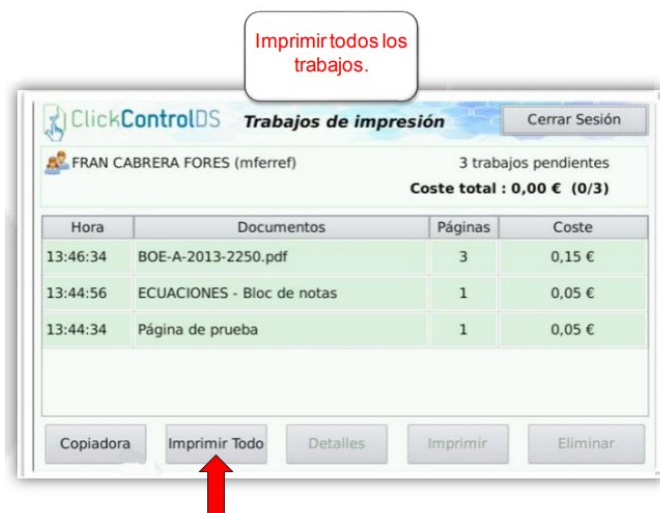 Imprimir todos los
trabajos.
ClickControlDS Trabajos de impresión Cerrar Sesión
FRAN CABRERA FORES (mferref) 3 trabajos pendientes
Coste total : 0,00 € (0/3)
Hora Documentos Páginas Coste
13:46:34 BOE-A-2013-2250.pdf 3 0,15 €
13:44:56 ECUACIONES - Bloc de notas 1 0,05 €
13:44:34 Página de prueba 1 0,05 €
Copiadora Imprimir Todo Detalles Imprimir Eliminar